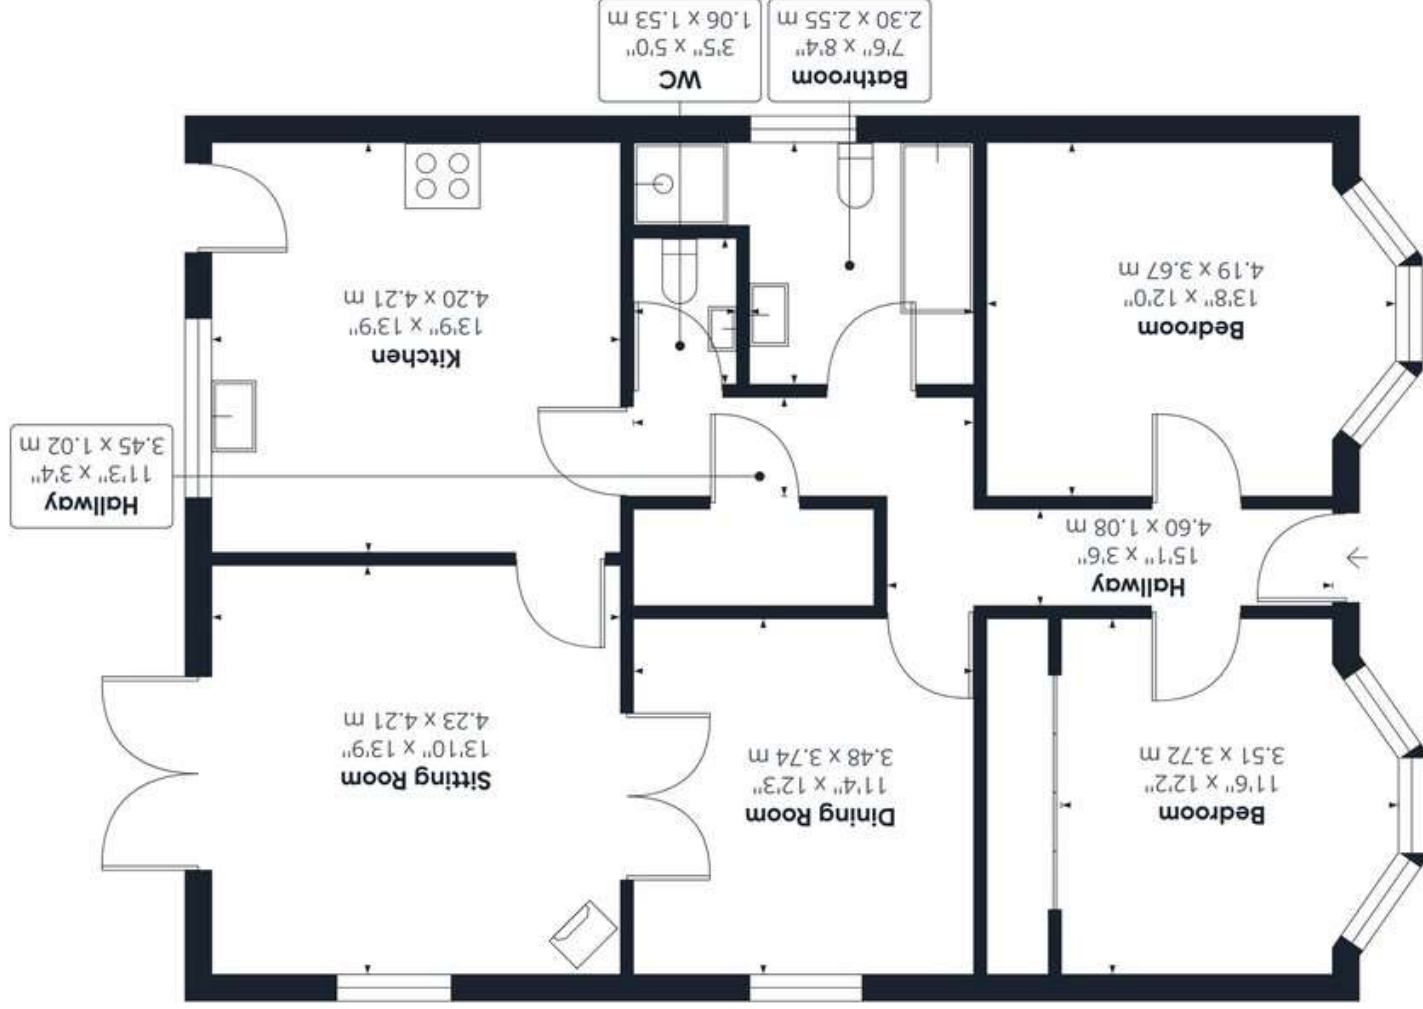 Bedroom
11'6" x 12'2"
3.51 x 3.72 m
Dining Room
11'4" x 12'3"
3.48 x 3.74 m
Sitting Room
13'10" x 13'9"
4.23 x 4.21 m
Hallway
15'1" x 3'6"
4.60 x 1.08 m
Hallway
11'3" x 3'4"
3.45 x 1.02 m
Bedroom
13'8" x 12'0"
4.19 x 3.67 m
Kitchen
13'9" x 13'9"
4.20 x 4.21 m
Bathroom
7'6" x 8'4"
2.30 x 2.55 m
WC
3'5" x 5'0"
1.06 x 1.53 m